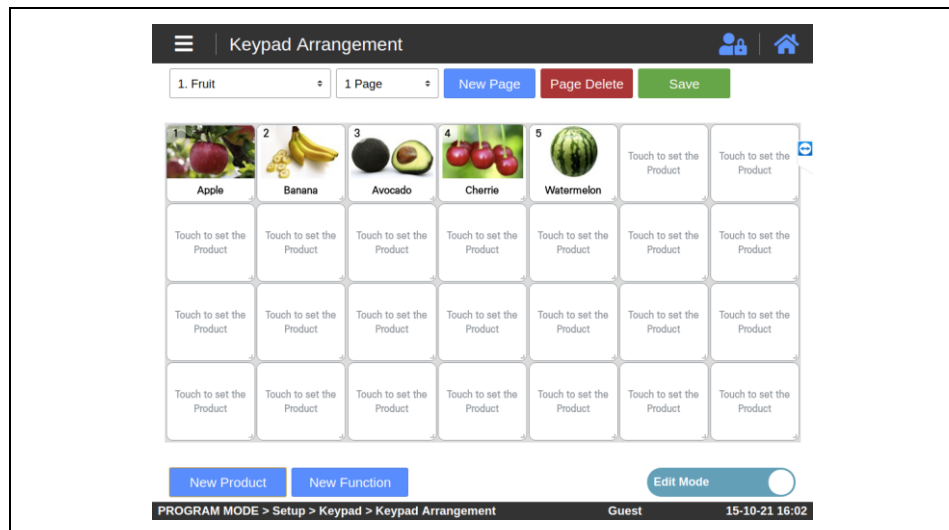 Keypad Arrangement
1. Fruit 1 Page New Page Page Delete Save
1 2 3 4 5
Touch to set the Product Touch to set the Product
Apple Banana Avocado Cherrie Watermelon
Touch to set the Touch to set the Touch to set the Touch to set the Touch to set the Touch to set the Touch to set the
Product Product Product Product Product Product Product
Touch to set the Touch to set the Touch to set the Touch to set the Touch to set the Touch to set the Touch to set the
Product Product Product Product Product Product Product
Touch to set the Touch to set the Touch to set the Touch to set the Touch to set the Touch to set the Touch to set the
Product Product Product Product Product Product Product
New Product New Function Edit Mode
PROGRAM MODE > Setup > Keypad > Keypad Arrangement Guest 15-10-21 16:02